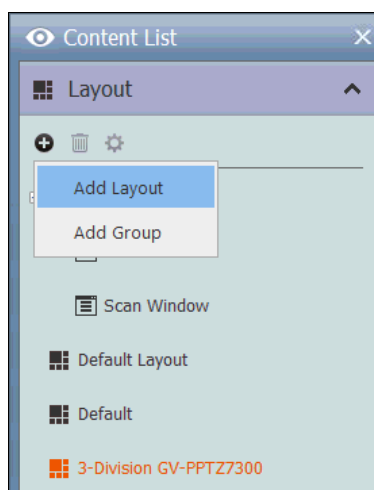 Content List
Layout
Add Layout
Add Group
Scan Window
Default Layout
Default
3-Division GV-PPTZ7300